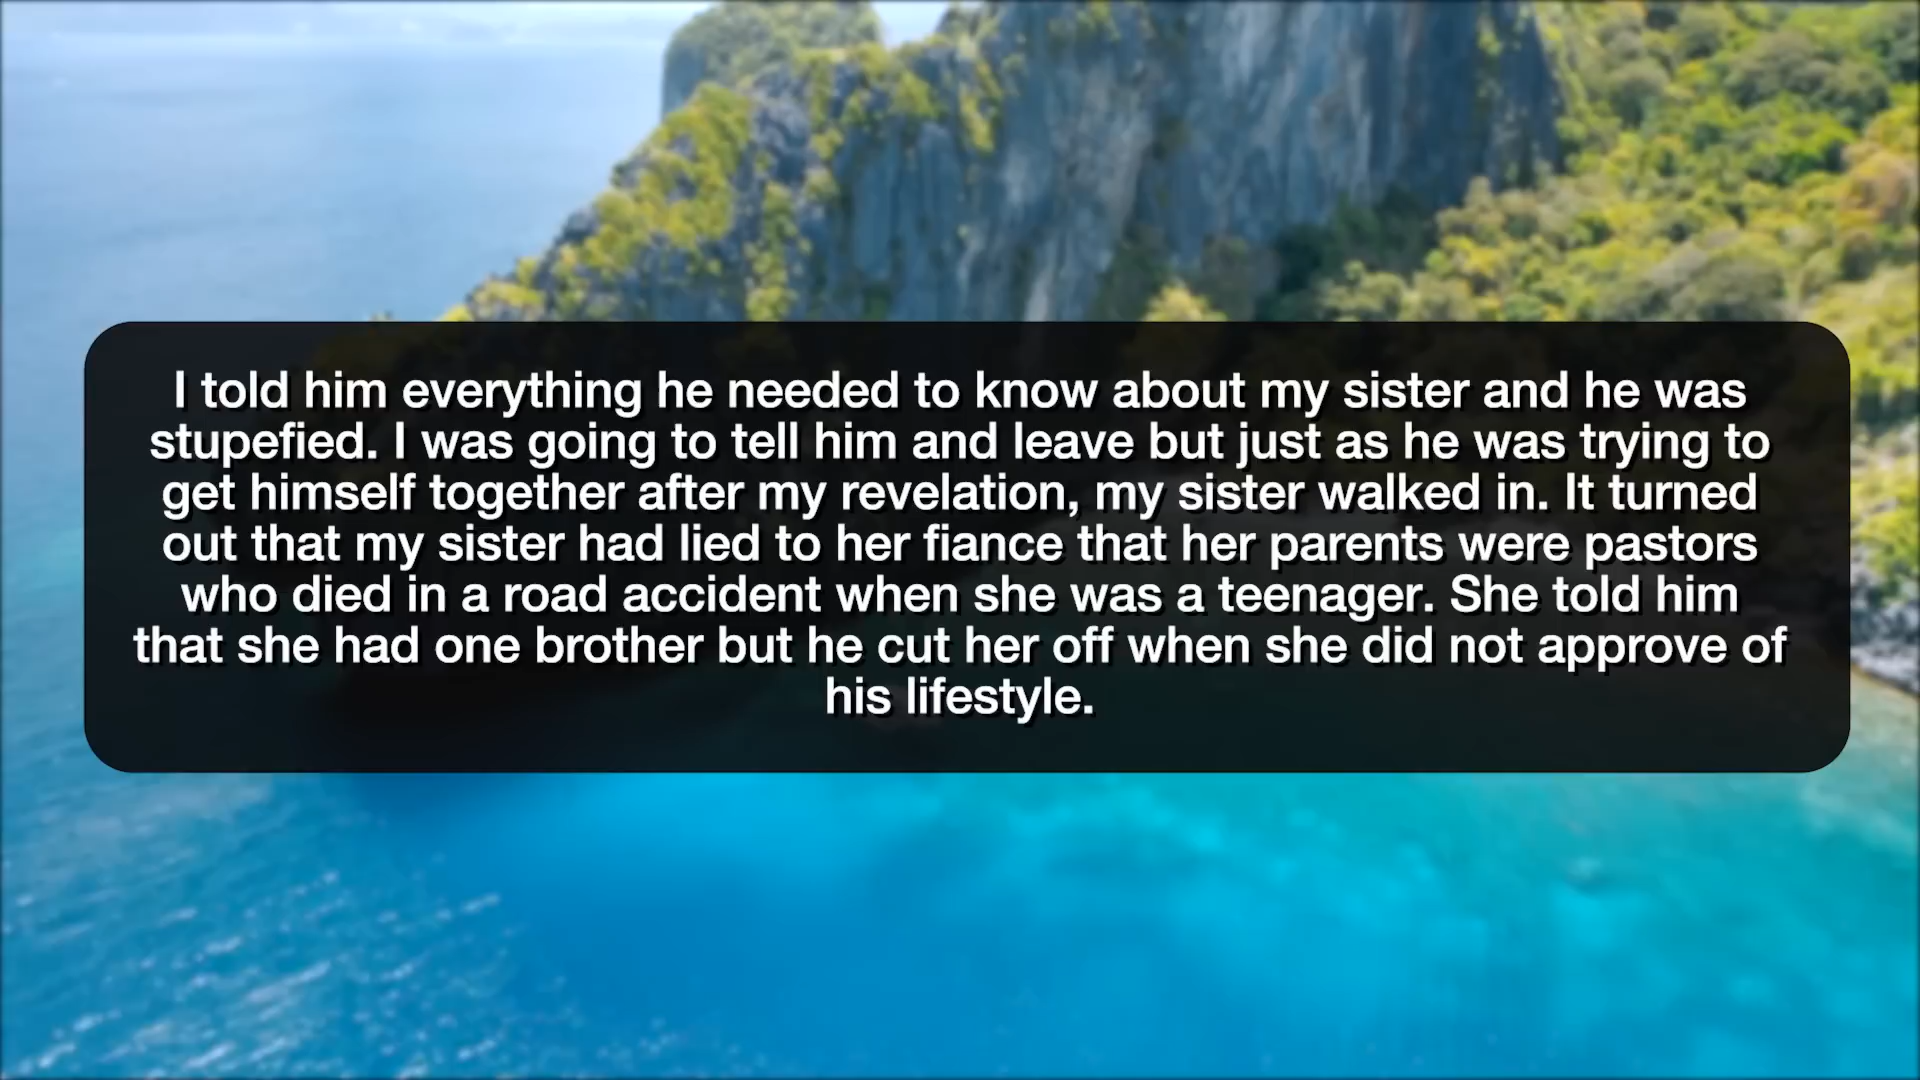 I told him everything he needed to know about my sister and he was
stupefied. I was going to tell him and leave but just as he was trying to
get himself together after my revelation, my sister walked in. It turned
out that my sister had lied to her fiance that her parents were pastors
who died in a road accident when she was a teenager. She told him
that she had one brother but he cut her off when she did not approve of
his lifestyle.